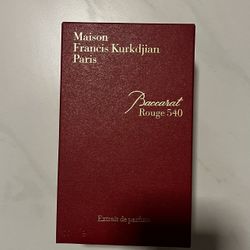 Maison
Francis Kurkdjian
Paris
Baccarat
Rouge 540
Extrait de parfum